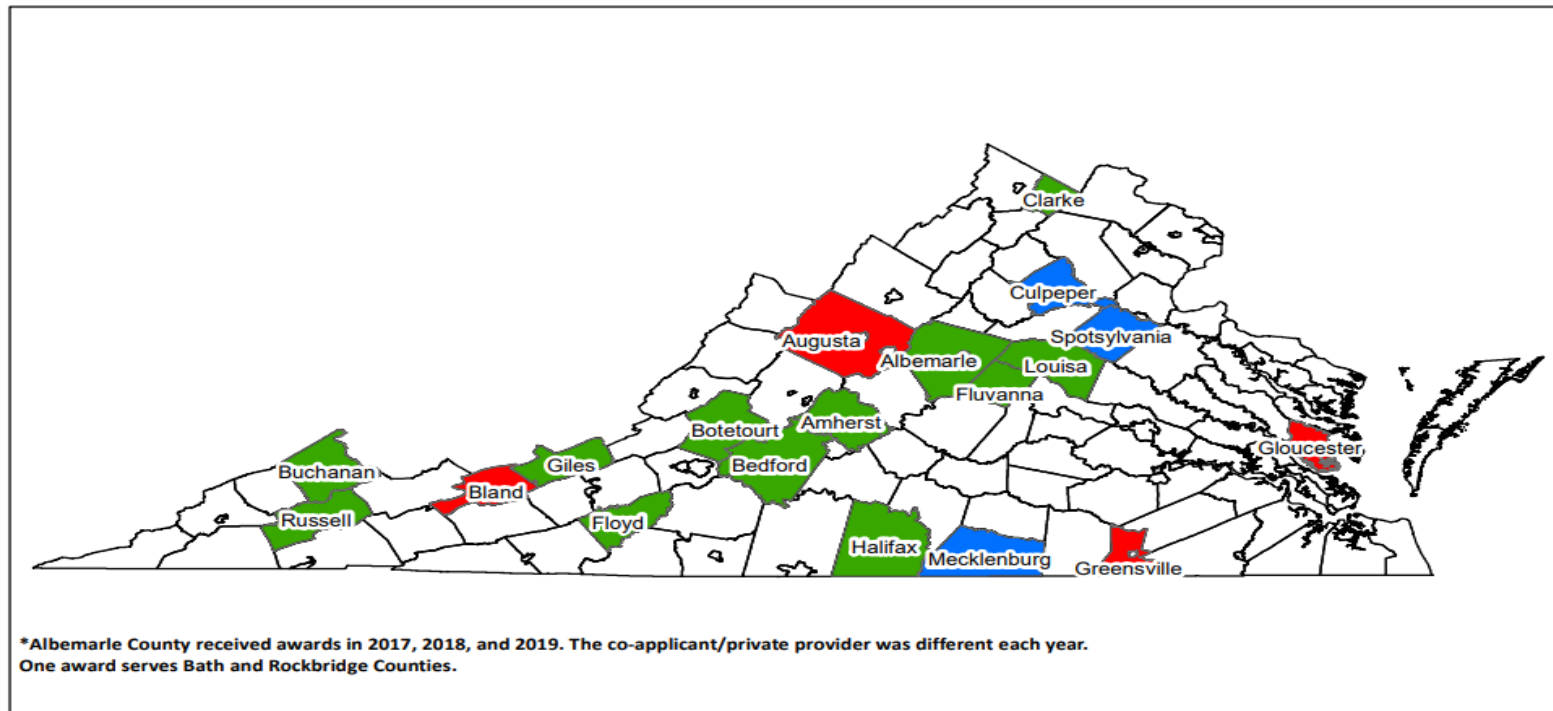 Clarke
Culpeper
Spotsylvania
Augusta
Albemarle
Louisa
Fluvanna
Amherst
Botetourt
Gloucester
Bedford
Giles
Buchanan
Bland
Russell
Floyd
Halifax
Mecklenburg
Greensville
*Albemarle County received awards in 2017, 2018, and 2019. The co-applicant/private provider was different each year.
One award serves Bath and Rockbridge Counties.